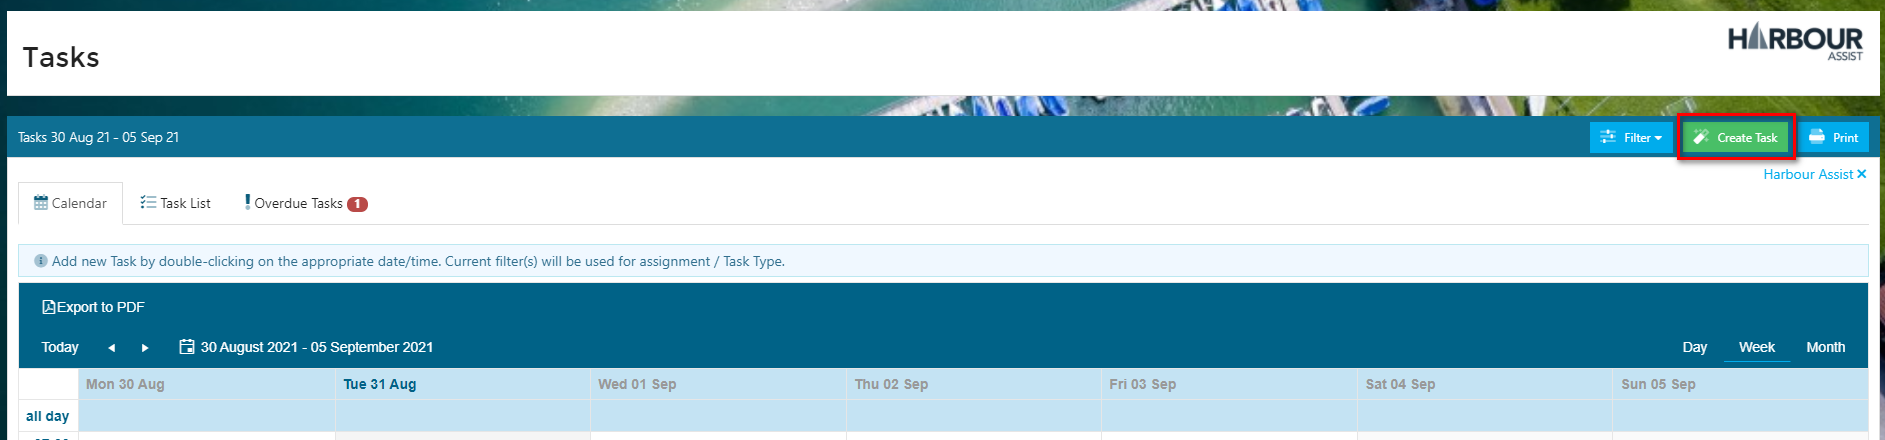 Tasks
HARBOUR
ASSIST
Tasks 30 Aug 21 - 05 Sep 21
Filter
Create Task
Print
Harbour Assist ×
Calendar
Task List
Overdue Tasks 1
Add new Task by double-clicking on the appropriate date/time. Current filter(s) will be used for assignment / Task Type.
Export to PDF
Today
30 August 2021 - 05 September 2021
Day
Week
Month
Mon 30 Aug
Tue 31 Aug
Wed 01 Sep
Thu 02 Sep
Fri 03 Sep
Sat 04 Sep
Sun 05 Sep
all day